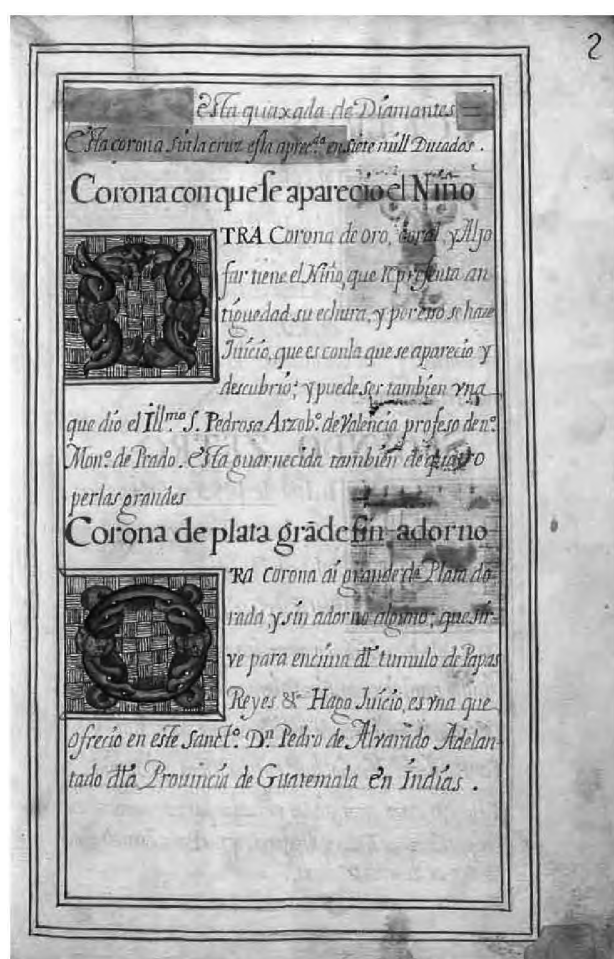 2
esta quaxada de Diamantes =
Esta corona sin la cruz esta aprec.da en siete mill Ducados .
Corona con que se aparecio el Niño
OTRA Corona de oro, coral, y Aljo
far tiene el Niño, que representa an
tiguedad su echura, y por esso se haze
Juicio, que es con la que se aparecio y
descubrio; y puede ser tambien vna
que dio el Ill.mo S. Pedrosa Arzob.o de Valencia profeso de n.o
Mon.o de Prado . Esta guarnecida tambien de quatro
perlas grandes
Corona de plata grãde sin adorno
OTRA Corona ai grande de Plata do-
rada y sin adorno alguno; que sir-
ve para encima dl tumulo de Papas
Reyes &c Hago Juicio, es vna que
ofrecio en este Sanct.o D.n Pedro de Alvarado Adelan-
tado dla Provincia de Guatemala en Indias .